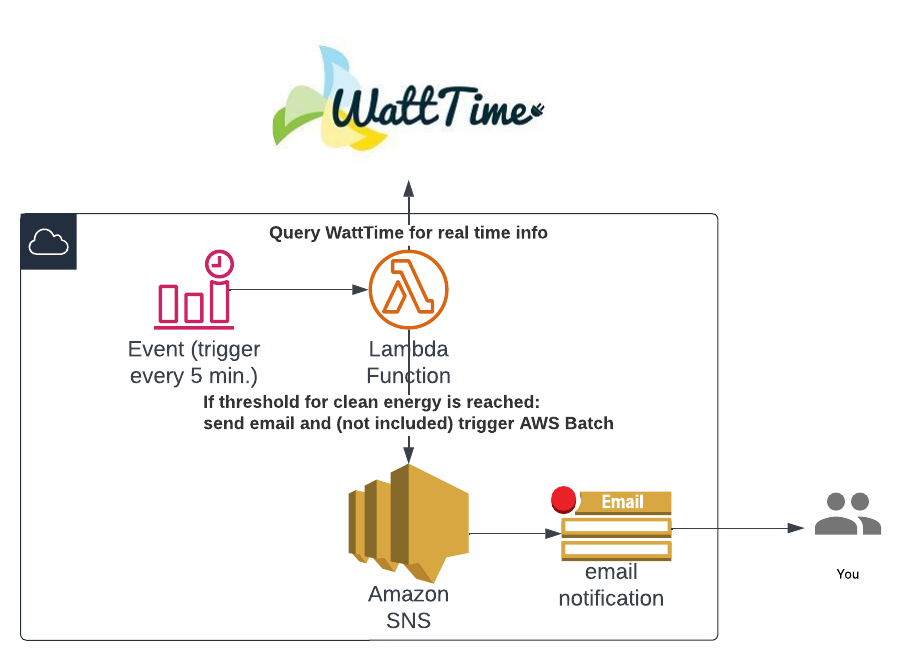 WattTime
Query WattTime for real time info
Event (trigger
every 5 min.)
Lambda
Function
If threshold for clean energy is reached:
send email and (not included) trigger AWS Batch
Email
email
notification
You
Amazon
SNS